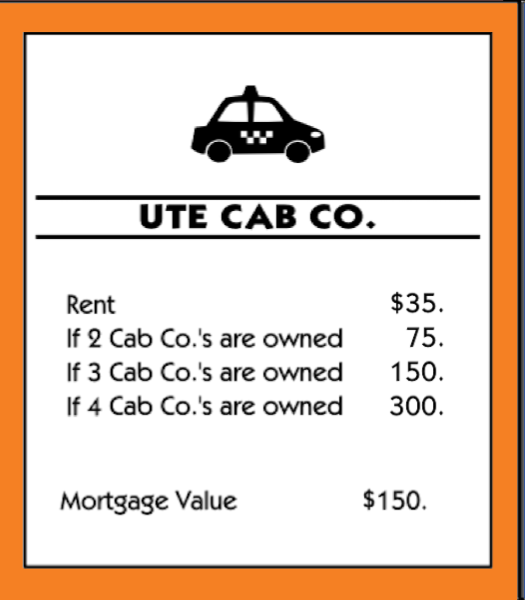 UTE CAB CO.
Rent $35.
If 2 Cab Co.'s are owned 75.
If 3 Cab Co.'s are owned 150.
If 4 Cab Co.'s are owned 300.
Mortgage Value $150.